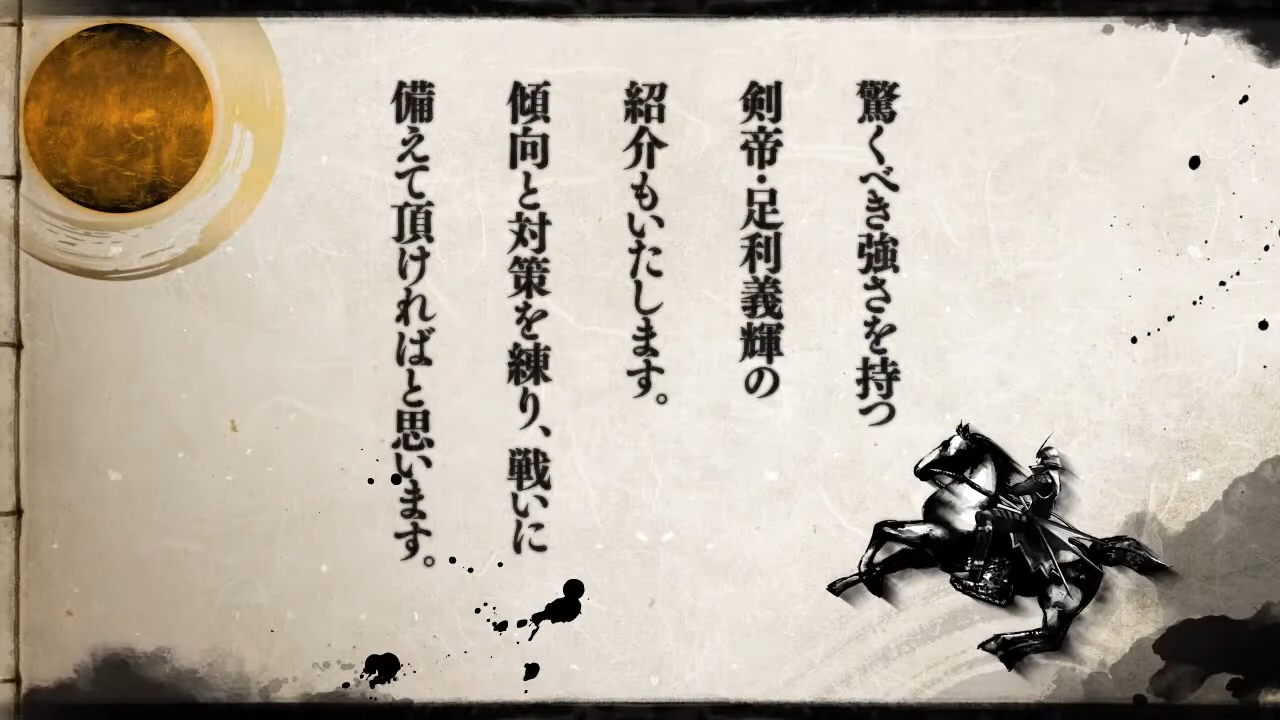 驚くべき強さを持つ
剣帝・足利義輝の
紹介もいたします。
傾向と対策を練り、戦いに
備えて頂ければと思います。